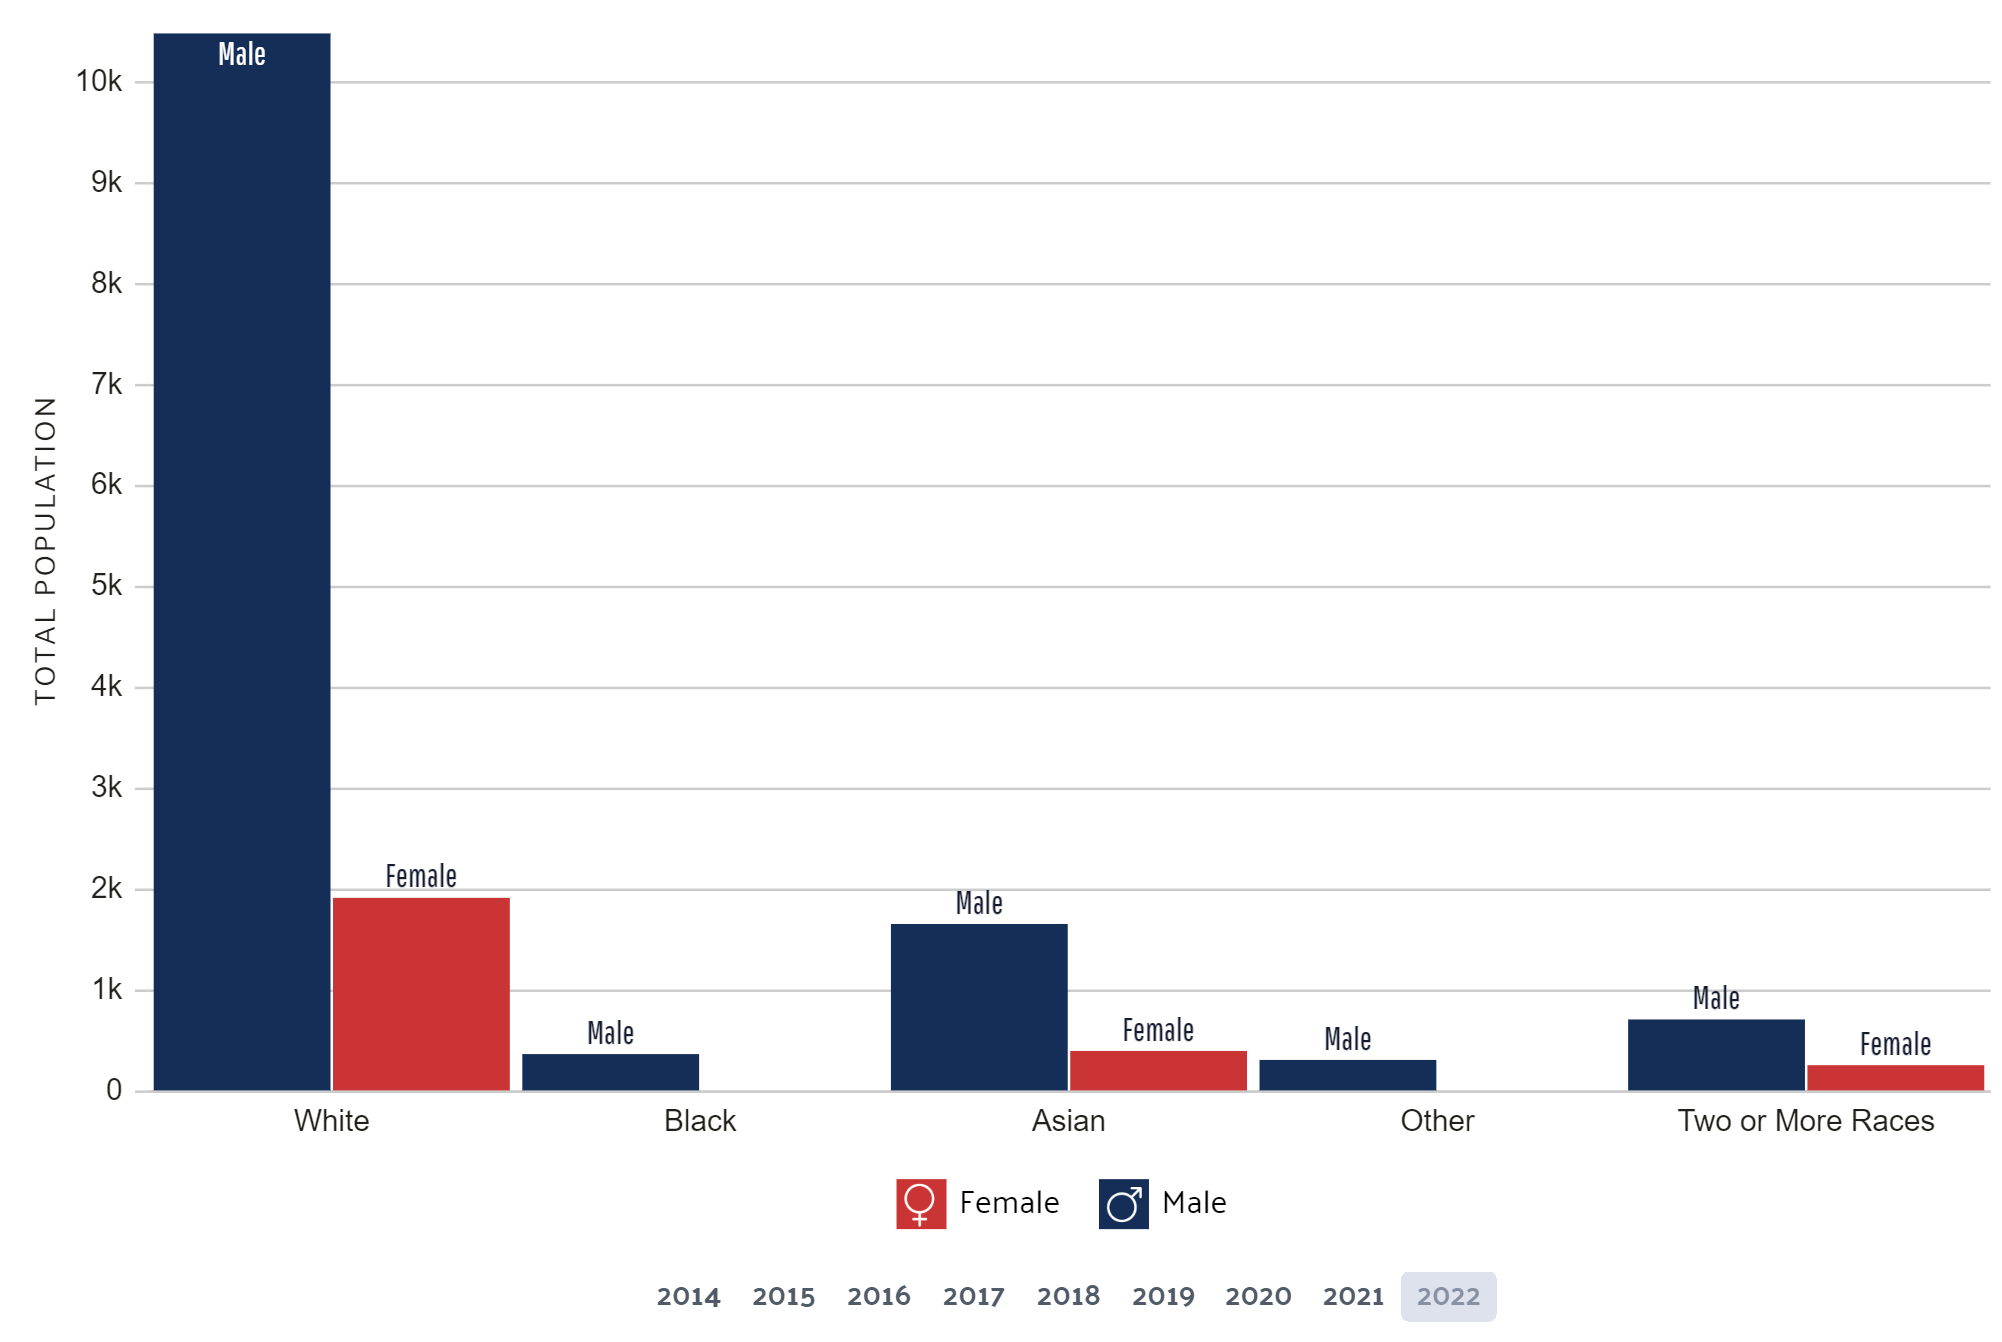 TOTAL POPULATION
10k
9k
8k
7k
6k
5k
4k
3k
2k
1k
0
Male
Female
Male
Male
Female
Male
Male
Female
White Black Asian Other Two or More Races
Female Male
2014 2015 2016 2017 2018 2019 2020 2021 2022